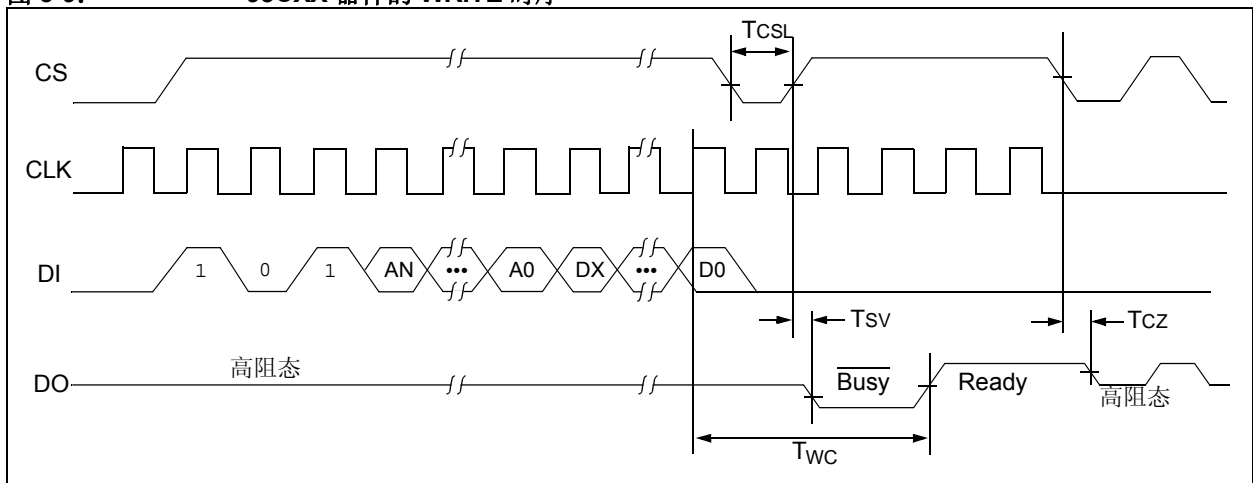 TCSL
CS
CLK
DI 1 0 1 AN ••• A0 DX ••• D0
TSV TCZ
高阻态
DO Busy Ready 高阻态
TWC